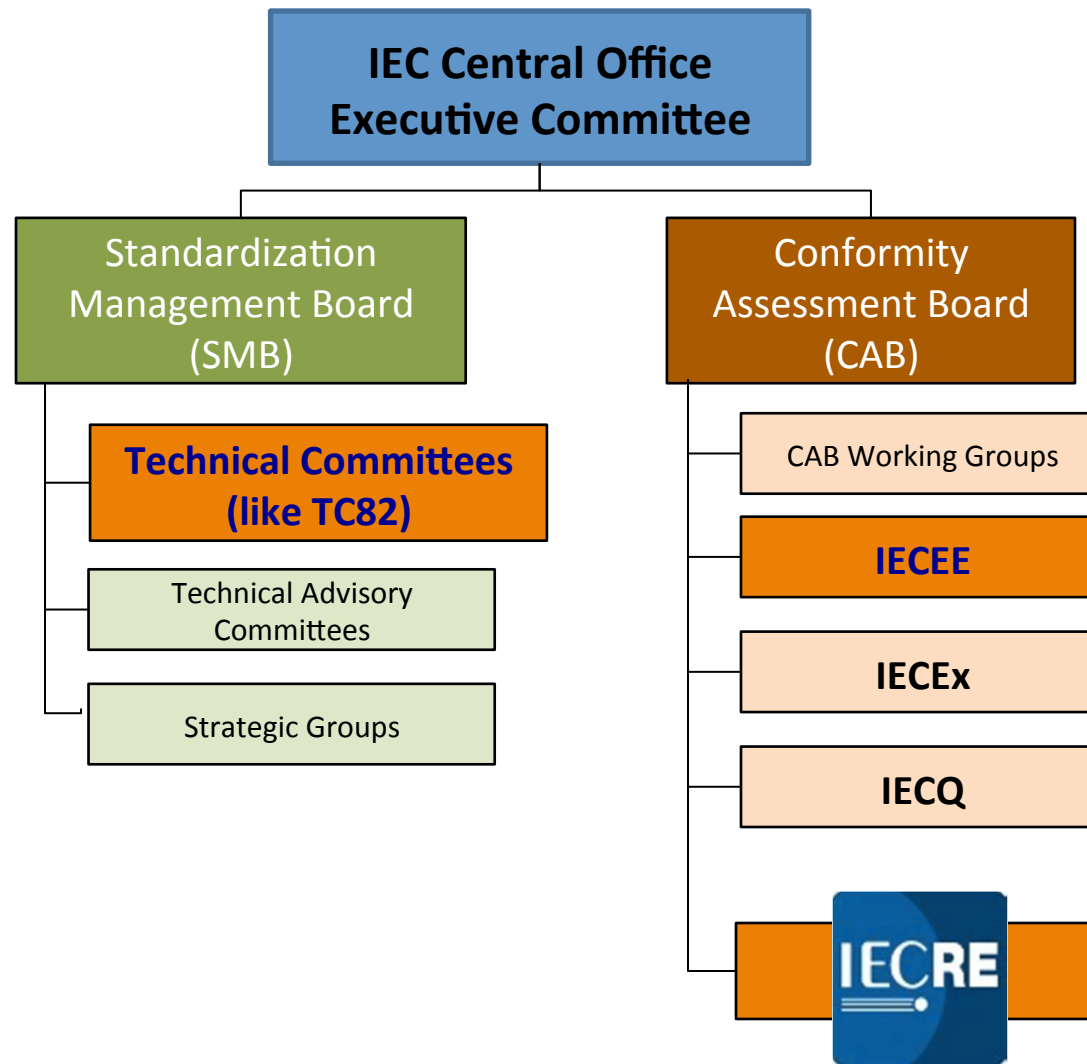 IEC Central Office
Executive Committee
Standardization
Management Board
(SMB)
Technical Committees
(like TC82)
Technical Advisory
Committees
Strategic Groups
Conformity
Assessment Board
(CAB)
CAB Working Groups
IECEE
IECEx
IECQ
IECRE